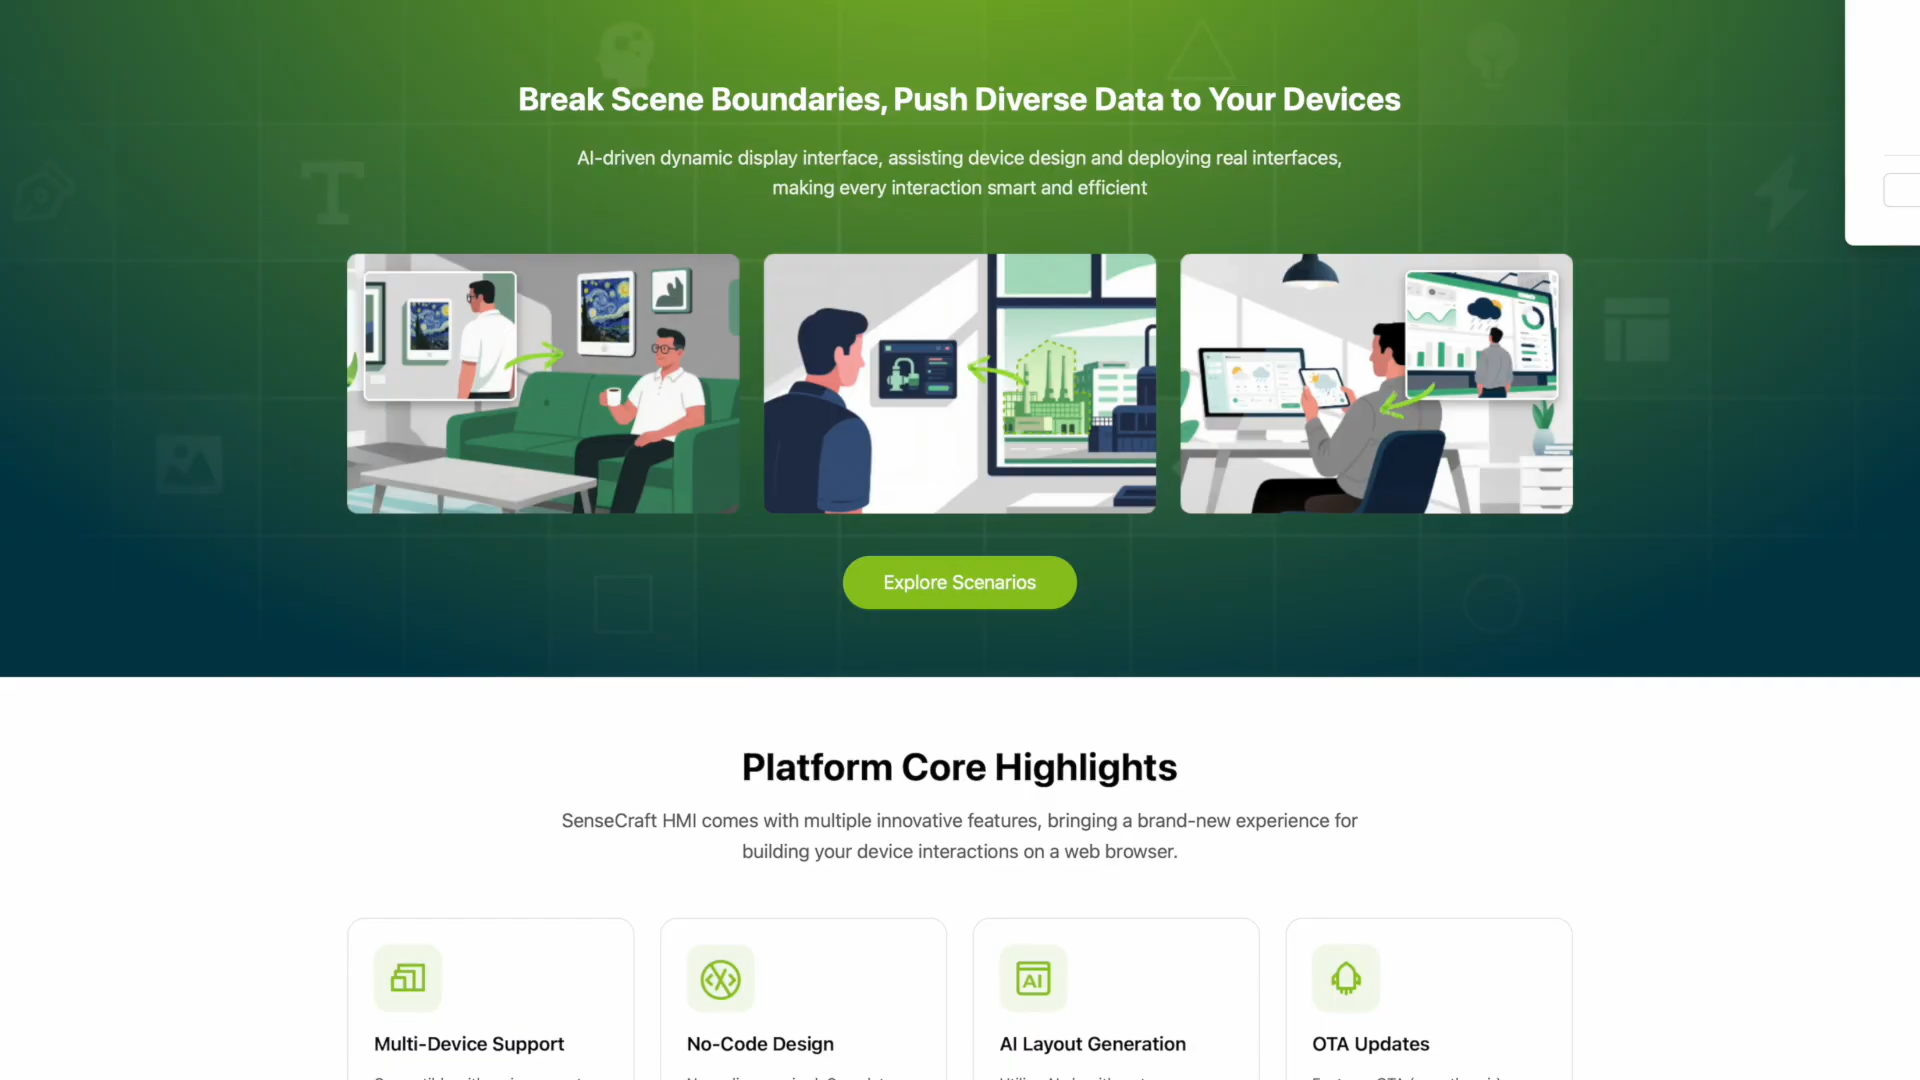 Break Scene Boundaries, Push Diverse Data to Your Devices
AI-driven dynamic display interface, assisting device design and deploying real interfaces,
making every interaction smart and efficient
Explore Scenarios
Platform Core Highlights
SenseCraft HMI comes with multiple innovative features, bringing a brand-new experience for
building your device interactions on a web browser.
Multi-Device Support
No-Code Design
AI
AI Layout Generation
OTA Updates